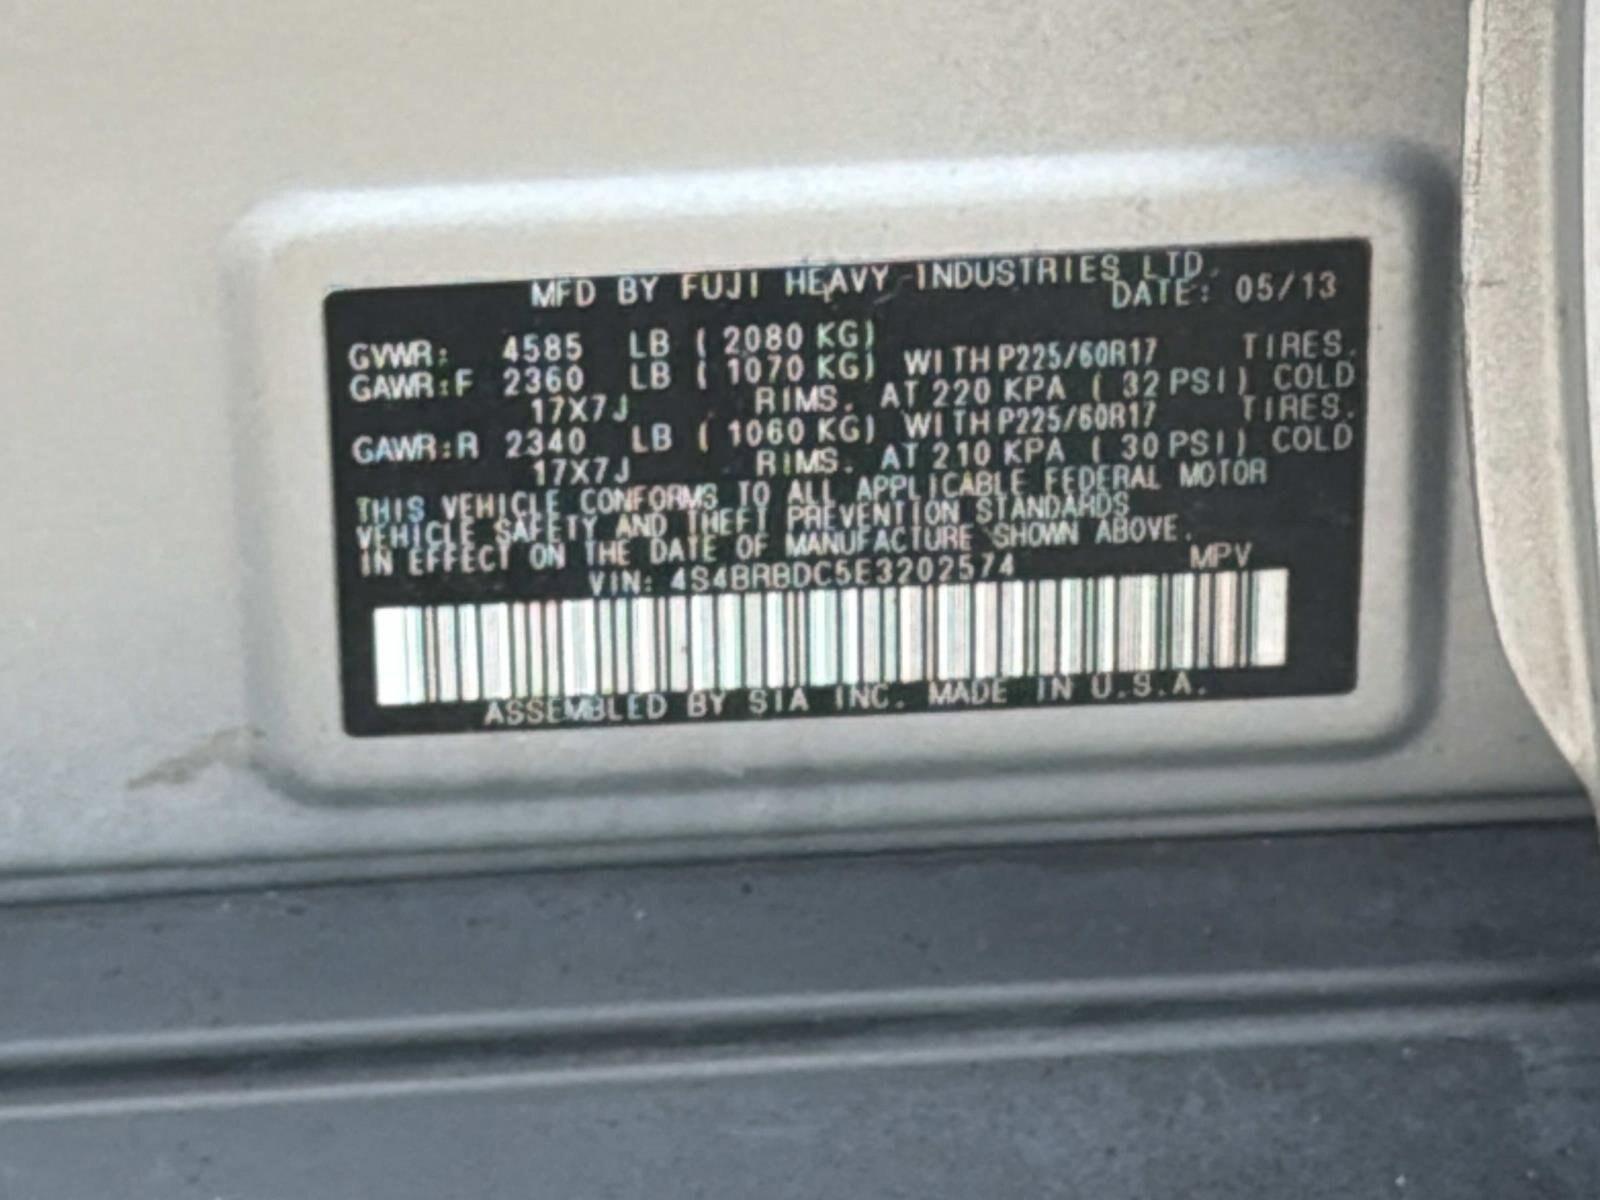 MFD BY FUJI HEAVY INDUSTRIES LTD.
DATE: 05/13
GVWR: 4585 LB ( 2080 KG)
GAWR:F 2360 LB ( 1070 KG) WITH P225/60R17 TIRES.
17X7J RIMS. AT 220 KPA ( 32 PSI) COLD
GAWR:R 2340 LB ( 1060 KG) WITH P225/60R17 TIRES.
17X7J RIMS. AT 210 KPA ( 30 PSI) COLD
THIS VEHICLE CONFORMS TO ALL APPLICABLE FEDERAL MOTOR
VEHICLE SAFETY AND THEFT PREVENTION STANDARDS
IN EFFECT ON THE DATE OF MANUFACTURE SHOWN ABOVE.
VIN: 4S4BRBDC5E3202574 MPV
ASSEMBLED BY SIA INC. MADE IN U.S.A.